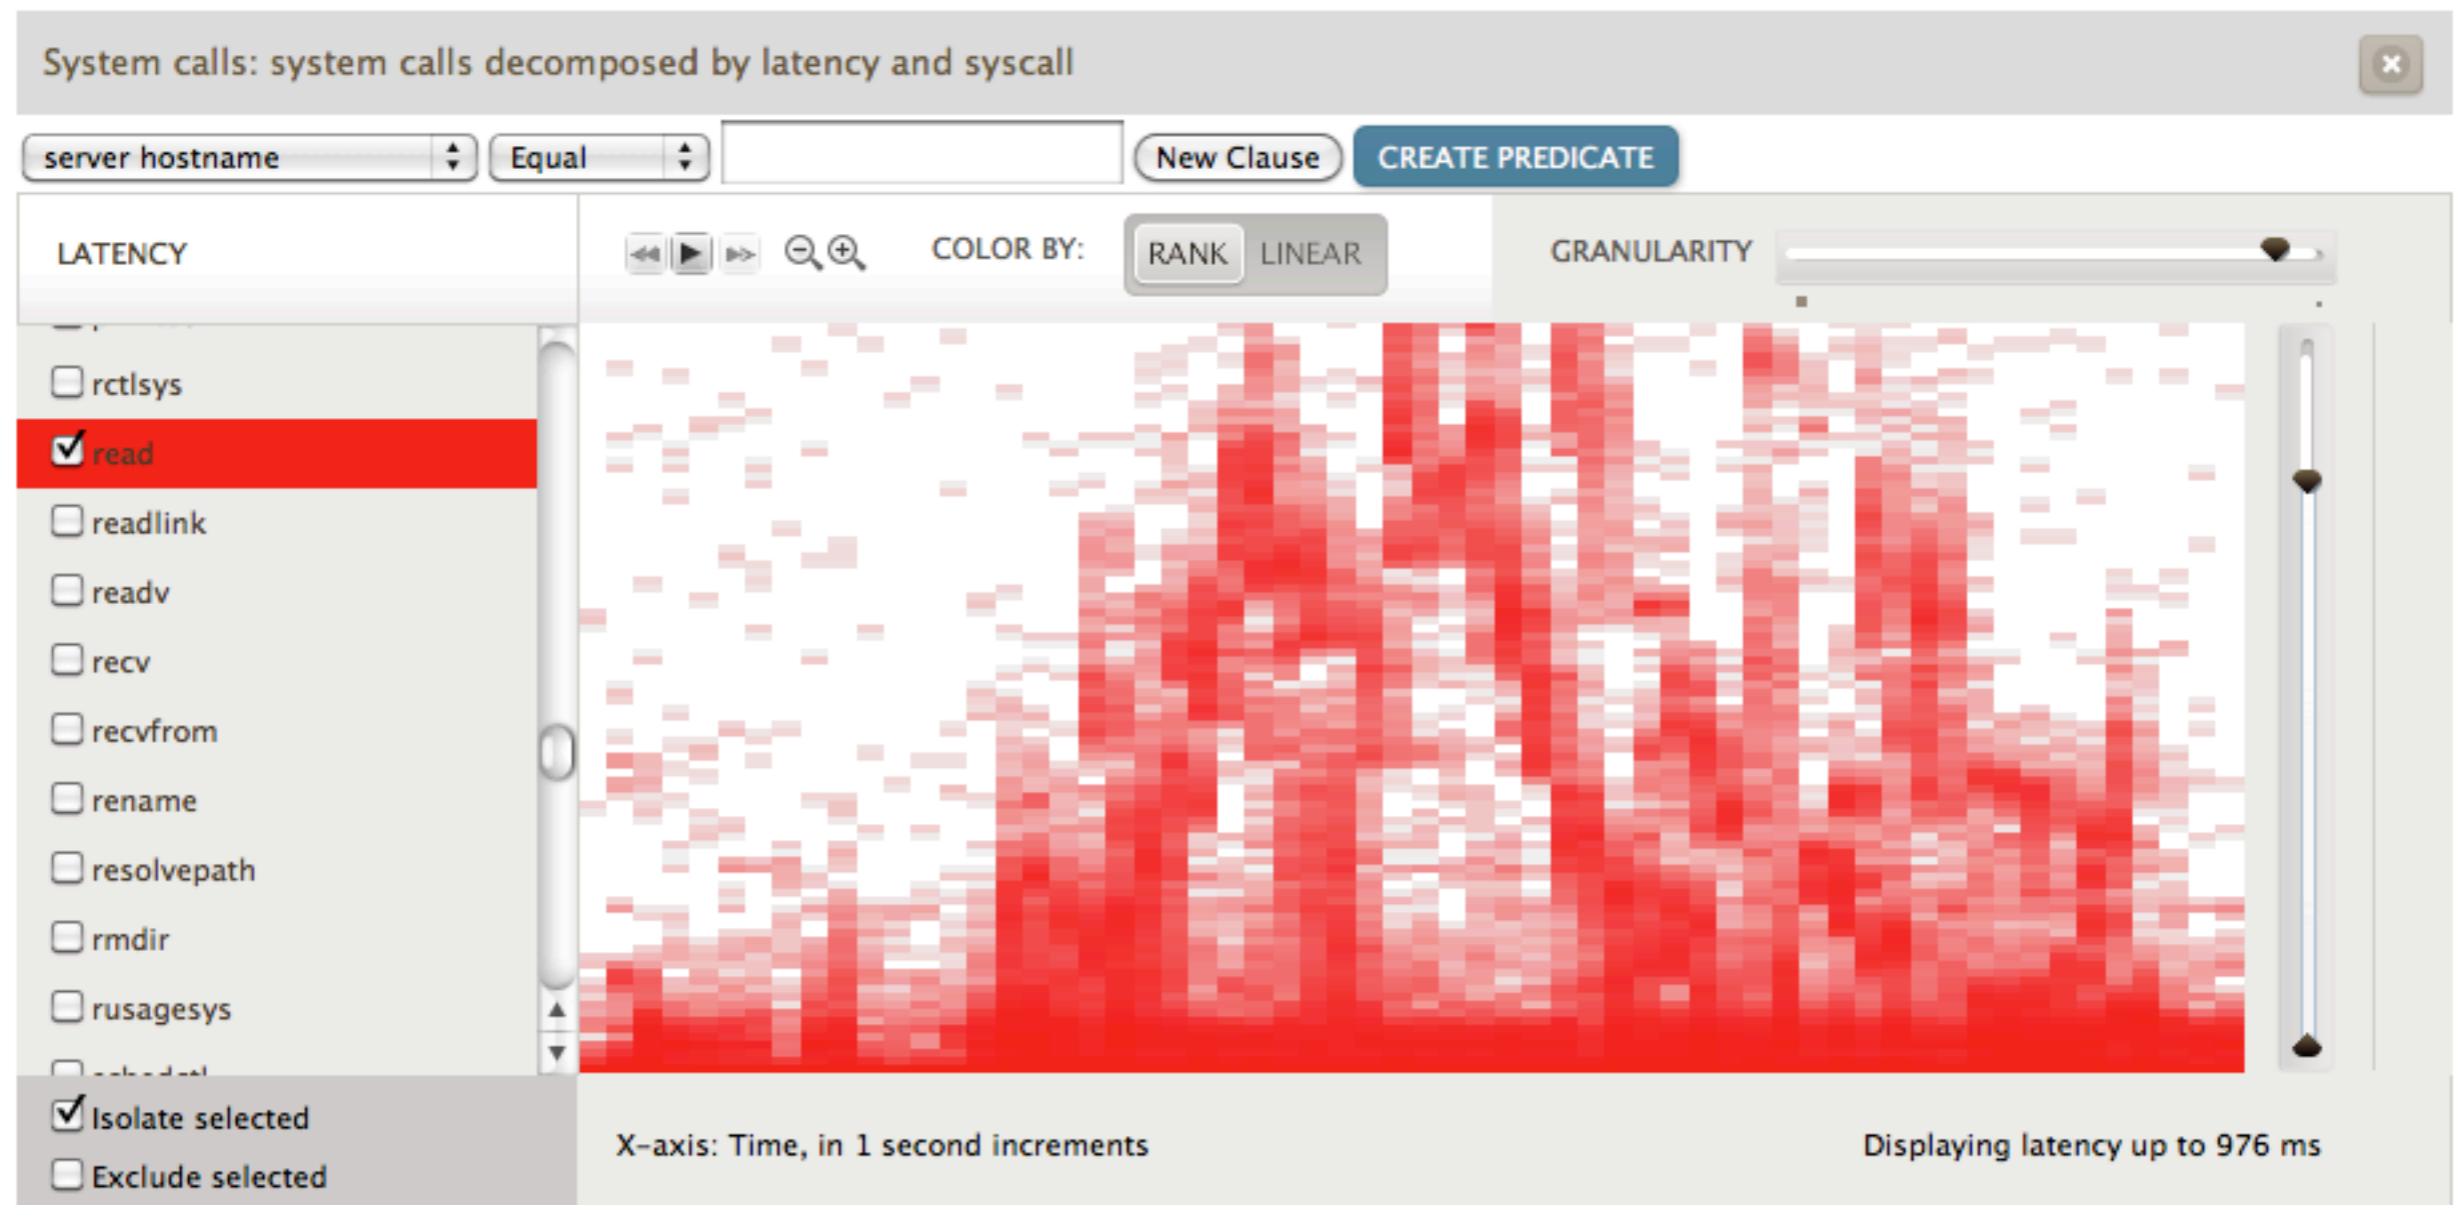 System calls: system calls decomposed by latency and syscall
server hostname Equal New Clause CREATE PREDICATE
LATENCY COLOR BY: RANK LINEAR GRANULARITY
rctlsys
read
readlink
readv
recv
recvfrom
rename
resolvepath
rmdir
rusagesys
Isolate selected
Exclude selected
X-axis: Time, in 1 second increments Displaying latency up to 976 ms